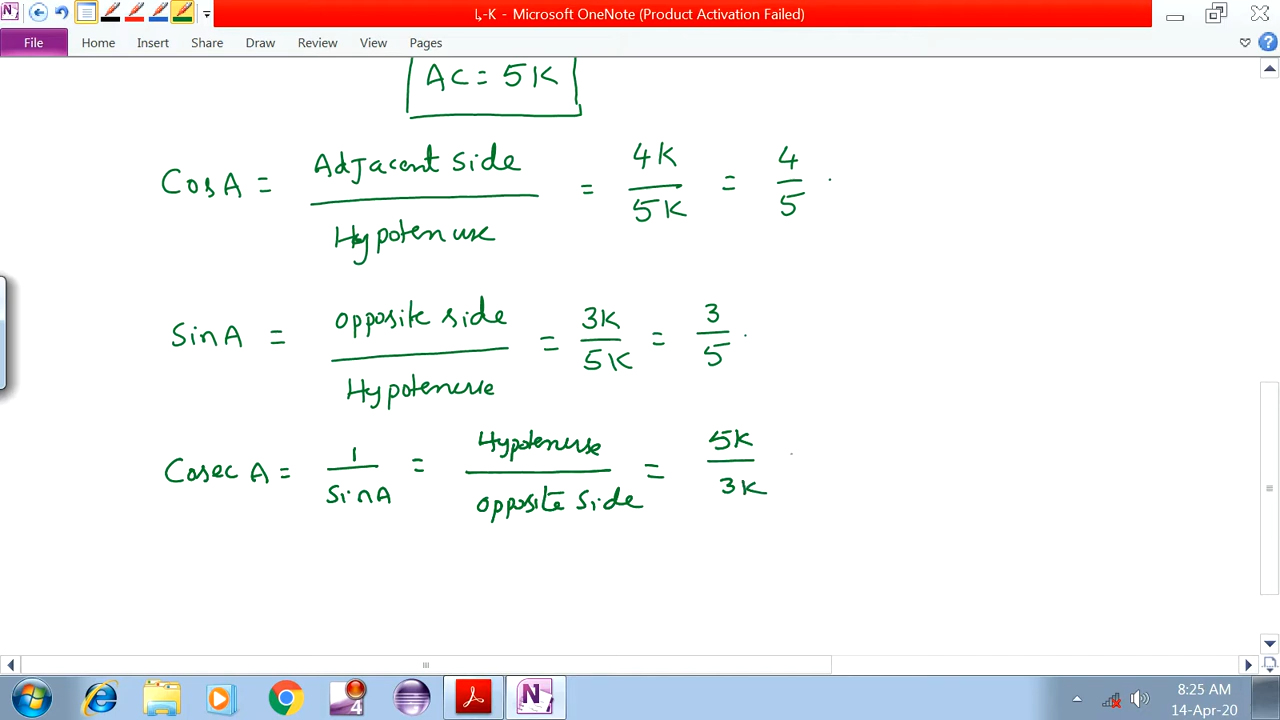 L-K - Microsoft OneNote (Product Activation Failed)
File Home Insert Share Draw Review View Pages
AC = 5K
CosA = Adjacent side / Hypotenuse = 4K / 5K = 4 / 5 .
SinA = opposite side / Hypotenuse = 3K / 5K = 3 / 5 .
Cosec A = 1 / SinA = Hypotenuse / opposite side = 5K / 3K
4
8:25 AM
14-Apr-20